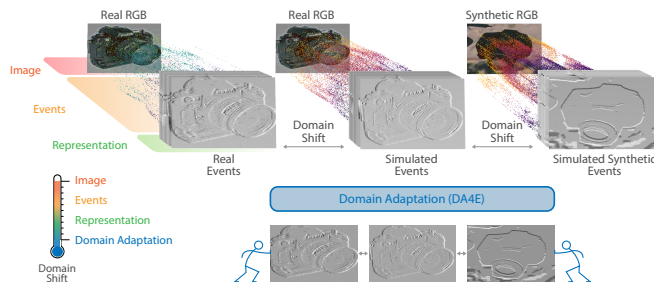 Real RGB
Real RGB
Synthetic RGB
Image
Events
Representation
Domain
Shift
Domain
Shift
Real
Events
Simulated
Events
Simulated Synthetic
Events
Image
Events
Representation
Domain Adaptation
Domain
Shift
Domain Adaptation (DA4E)